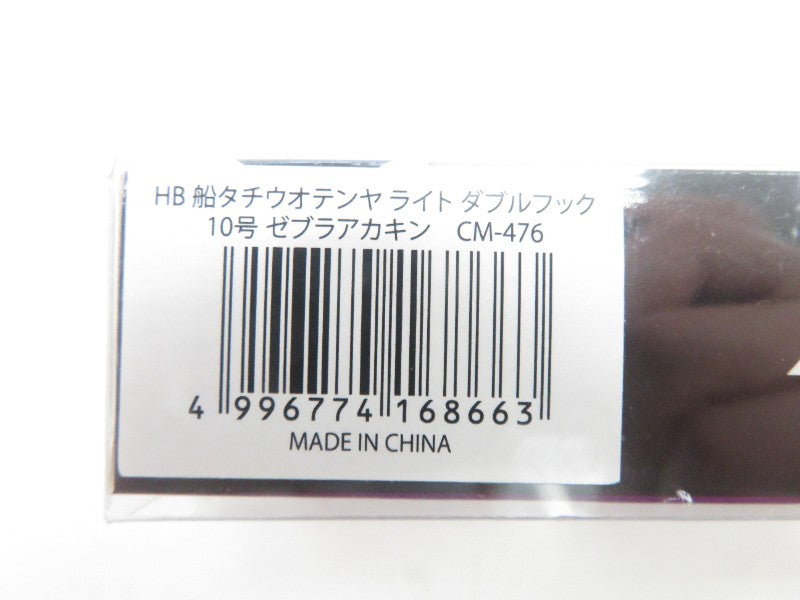 HB 船タチウオテンヤ ライト ダブルフック
10号 ゼブラアカキン CM-476
4 996774 168663
MADE IN CHINA